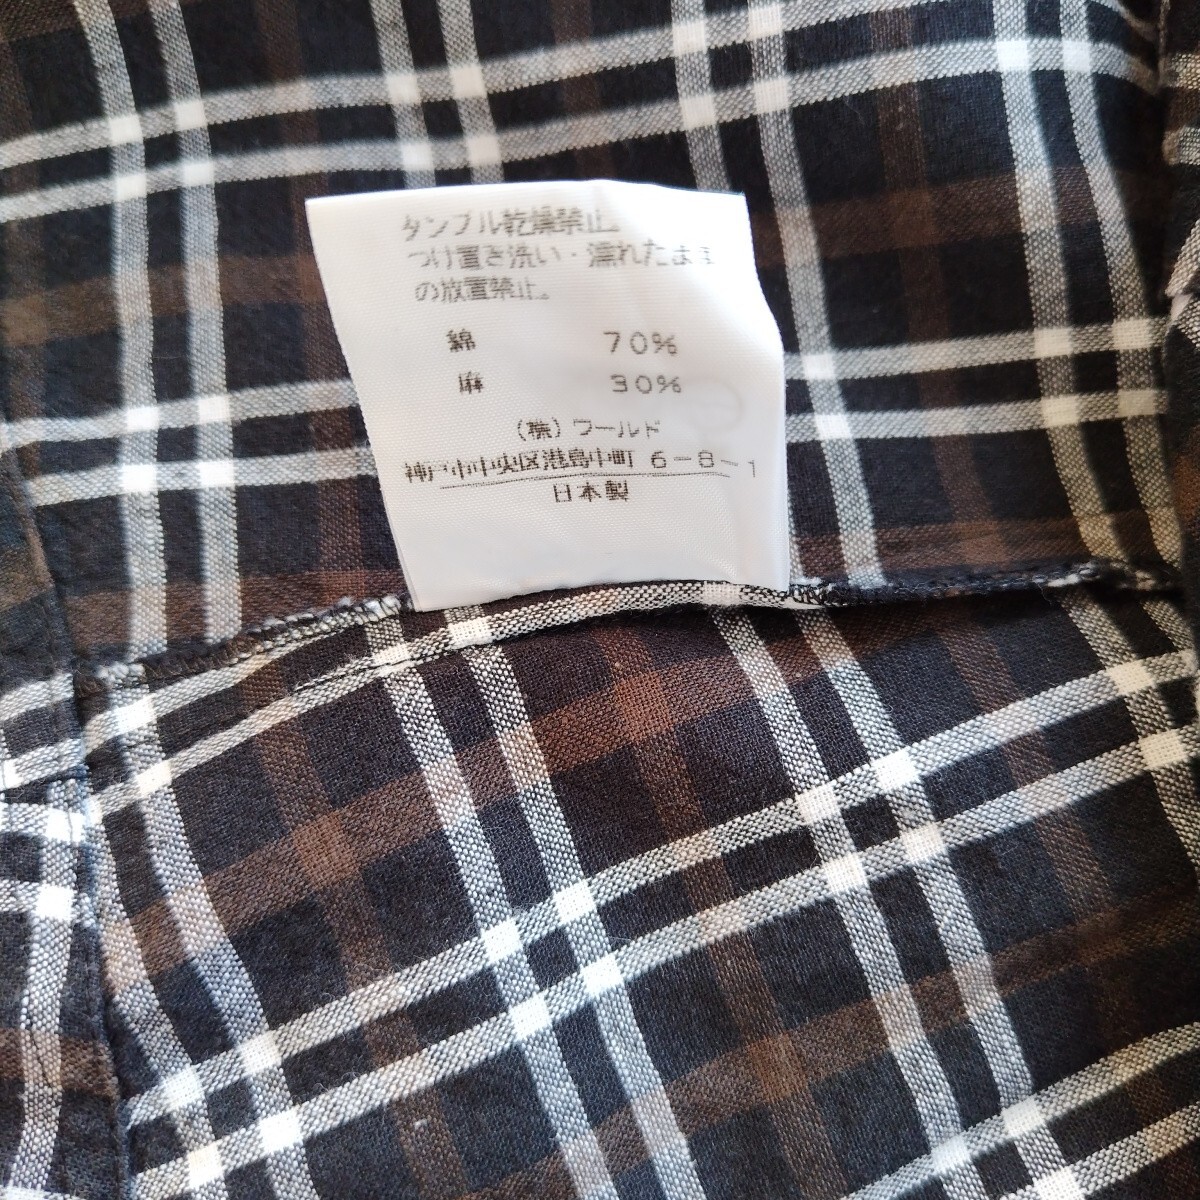 タンブル乾燥禁止。
つけ置き洗い・濡れたまま
の放置禁止。
綿 70%
麻 30%
(株)ワールド
神戸市中央区港島中町 6-8-1
日本製